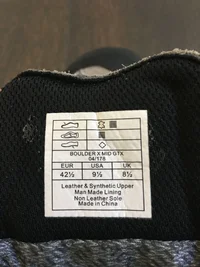 BOULDER X MID GTX
04/178
EUR USA UK
42½ 9½ 8½
Leather & Synthetic Upper
Man Made Lining
Non Leather Sole
Made in China